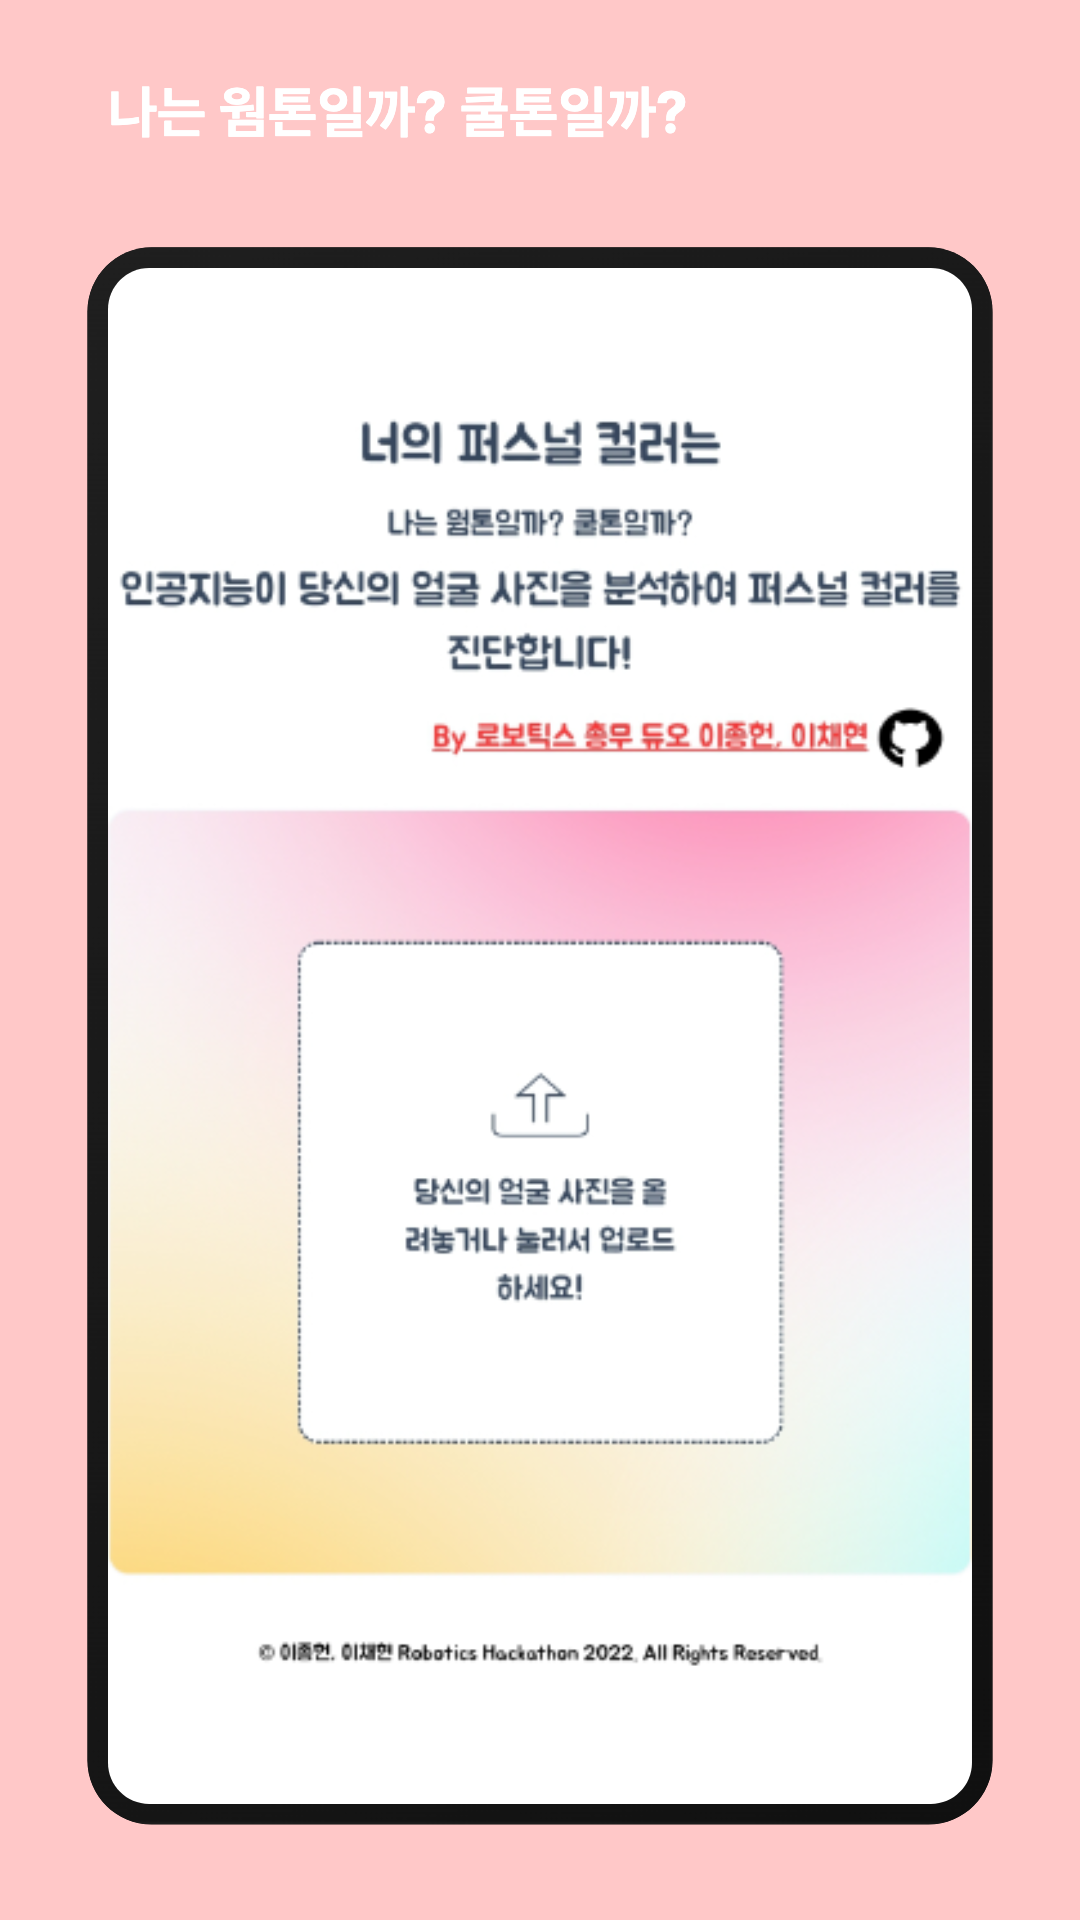 나는 웜톤일까? 쿨톤일까?
너의 퍼스널 컬러는
나는 웜톤일까? 쿨톤일까?
인공지능이 당신의 얼굴 사진을 분석하여 퍼스널 컬러를
진단합니다!
By 로보틱스 총무 듀오 이종헌, 이채현
당신의 얼굴 사진을 올
려놓거나 눌러서 업로드
하세요!
© 이종헌, 이채현 Robotics Hackathon 2022, All Rights Reserved.